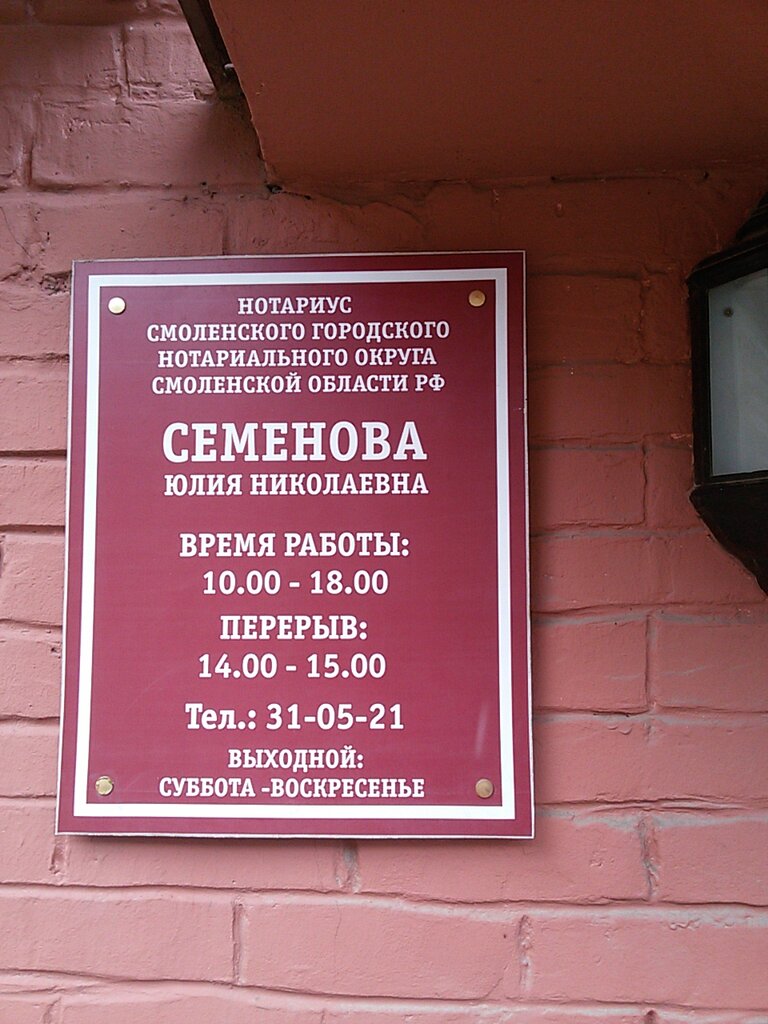 НОТАРИУС
СМОЛЕНСКОГО ГОРОДСКОГО
НОТАРИАЛЬНОГО ОКРУГА
СМОЛЕНСКОЙ ОБЛАСТИ РФ
СЕМЕНОВА
ЮЛИЯ НИКОЛАЕВНА
ВРЕМЯ РАБОТЫ:
10.00 - 18.00
ПЕРЕРЫВ:
14.00 - 15.00
Тел.: 31-05-21
ВЫХОДНОЙ:
СУББОТА -ВОСКРЕСЕНЬЕ